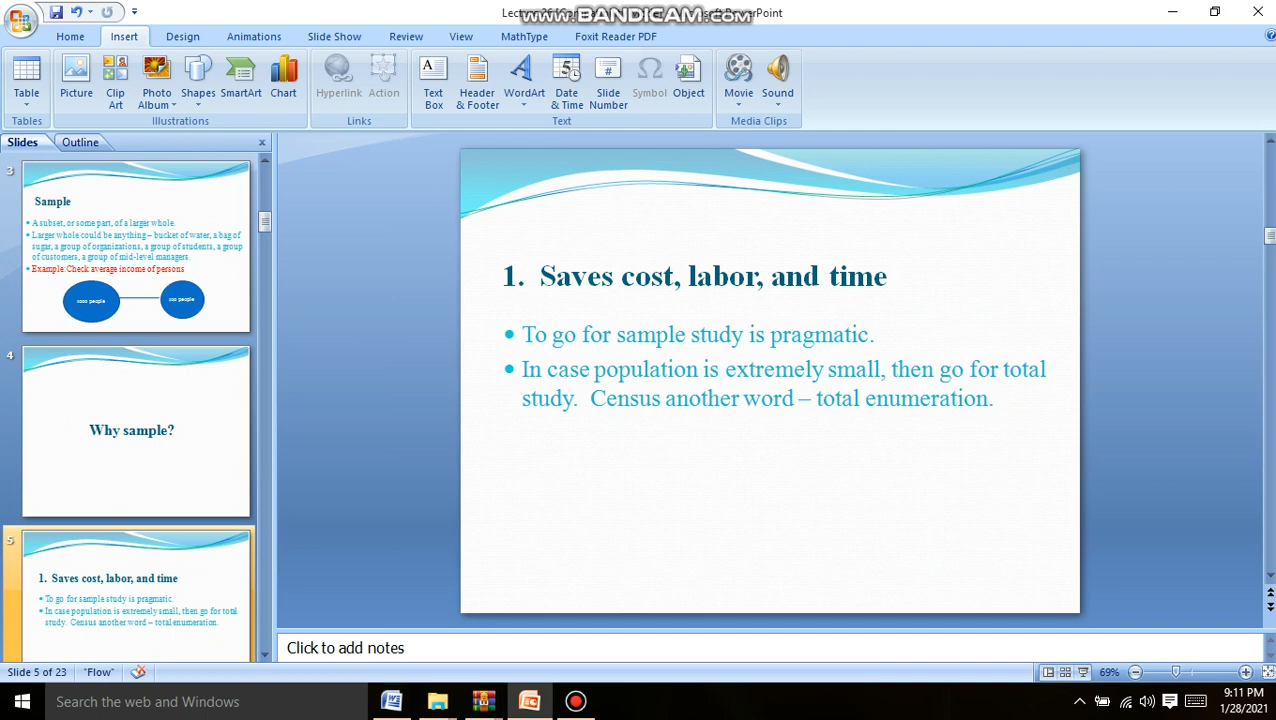 Lecture 26
www.BANDICAM.com
PowerPoint
Home Insert Design Animations Slide Show Review View MathType Foxit Reader PDF
Table
Picture
Clip
Art
Photo
Album
Shapes
SmartArt
Chart
Hyperlink
Action
Text
Box
Header
& Footer
WordArt
Date
& Time
Slide
Number
Symbol
Object
Movie
Sound
Tables
Illustrations
Links
Text
Media Clips
Slides Outline
3
Sample
A subset, or some part, of a larger whole.
Larger whole could be anything – bucket of water, a bag of
sugar, a group of organizations, a group of students, a group
of customers, a group of mid-level managers.
Example:Check average income of persons
people
people
4
Why sample?
5
1. Saves cost, labor, and time
• To go for sample study is pragmatic.
• In case population is extremely small, then go for total
study. Census another word – total enumeration.
1. Saves cost, labor, and time
• To go for sample study is pragmatic.
• In case population is extremely small, then go for total
study. Census another word – total enumeration.
Click to add notes
Slide 5 of 23 "Flow" 69%
Search the web and Windows
9:11 PM
1/28/2021